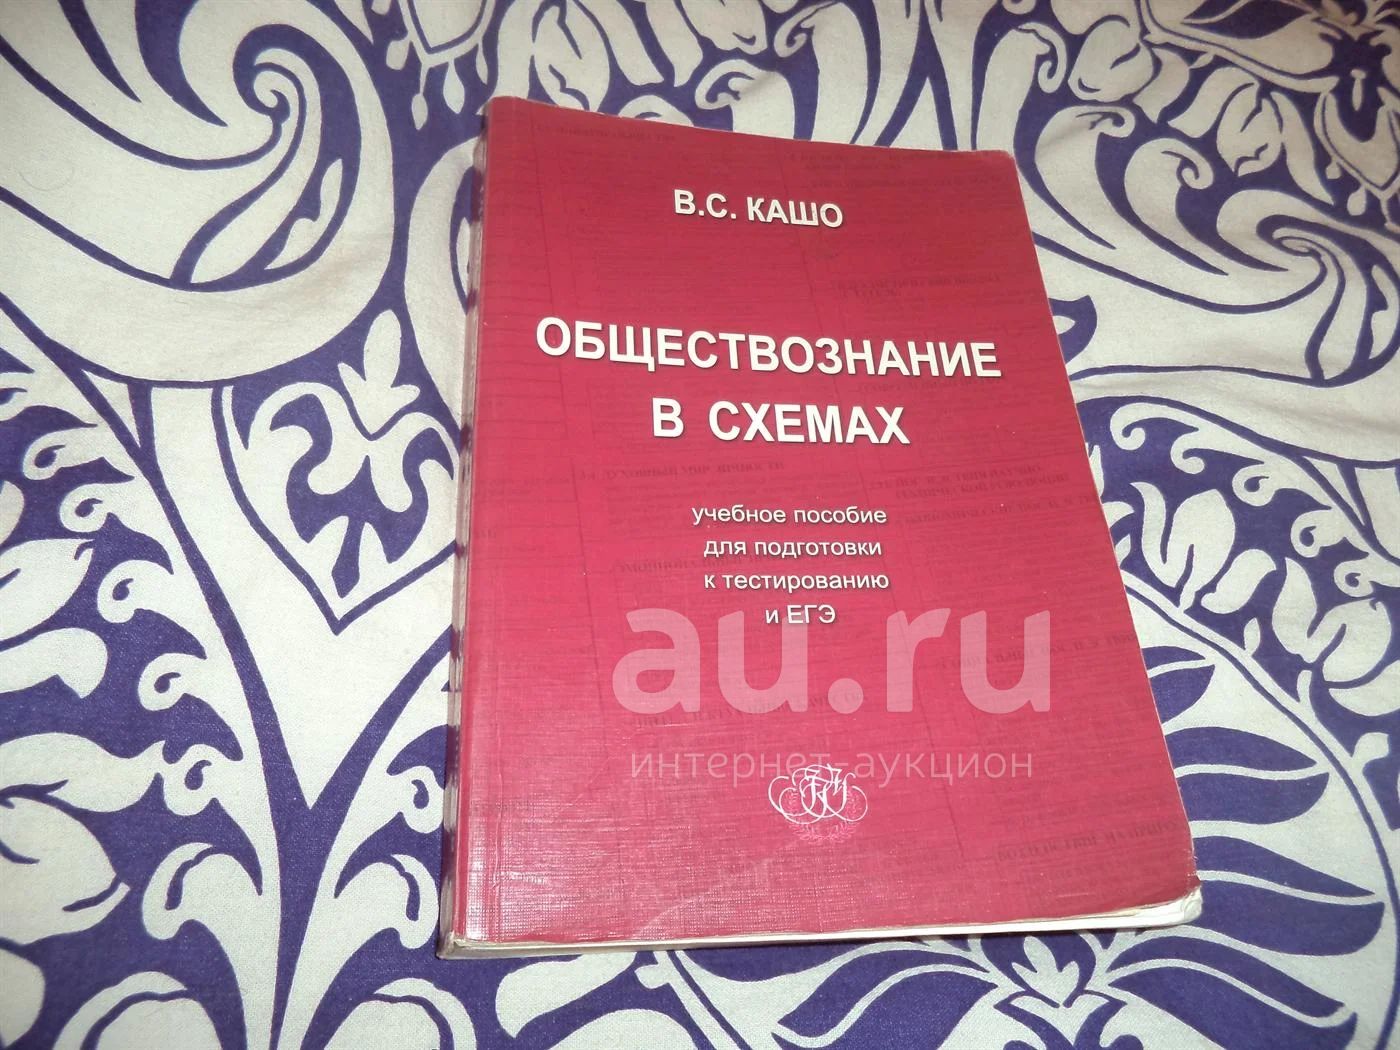 В.С. КАШО
ОБЩЕСТВОЗНАНИЕ
В СХЕМАХ
учебное пособие
для подготовки
к тестированию
и ЕГЭ
au.ru
интернет-аукцион